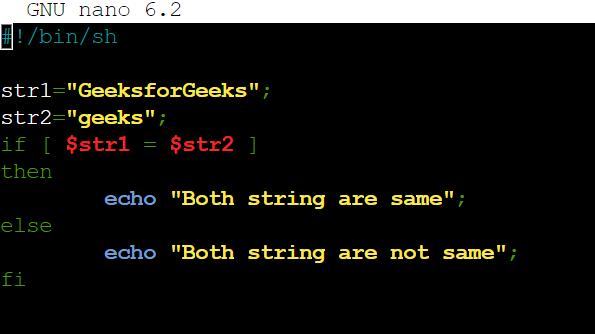 GNU nano 6.2
#!/bin/sh
str1="GeeksforGeeks";
str2="geeks";
if [ $str1 = $str2 ]
then
echo "Both string are same";
else
echo "Both string are not same";
fi